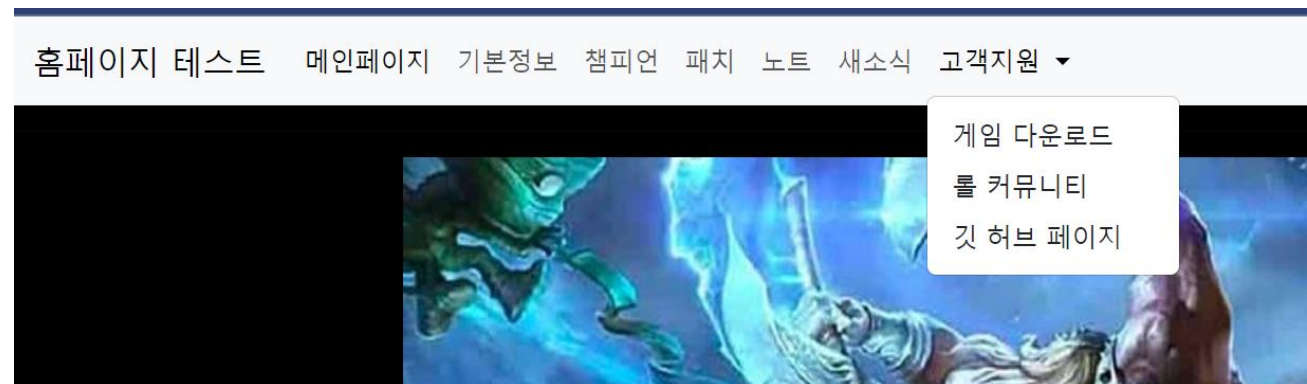 홈페이지 테스트 메인페이지 기본정보 챔피언 패치 노트 새소식 고객지원
게임 다운로드
롤 커뮤니티
깃 허브 페이지